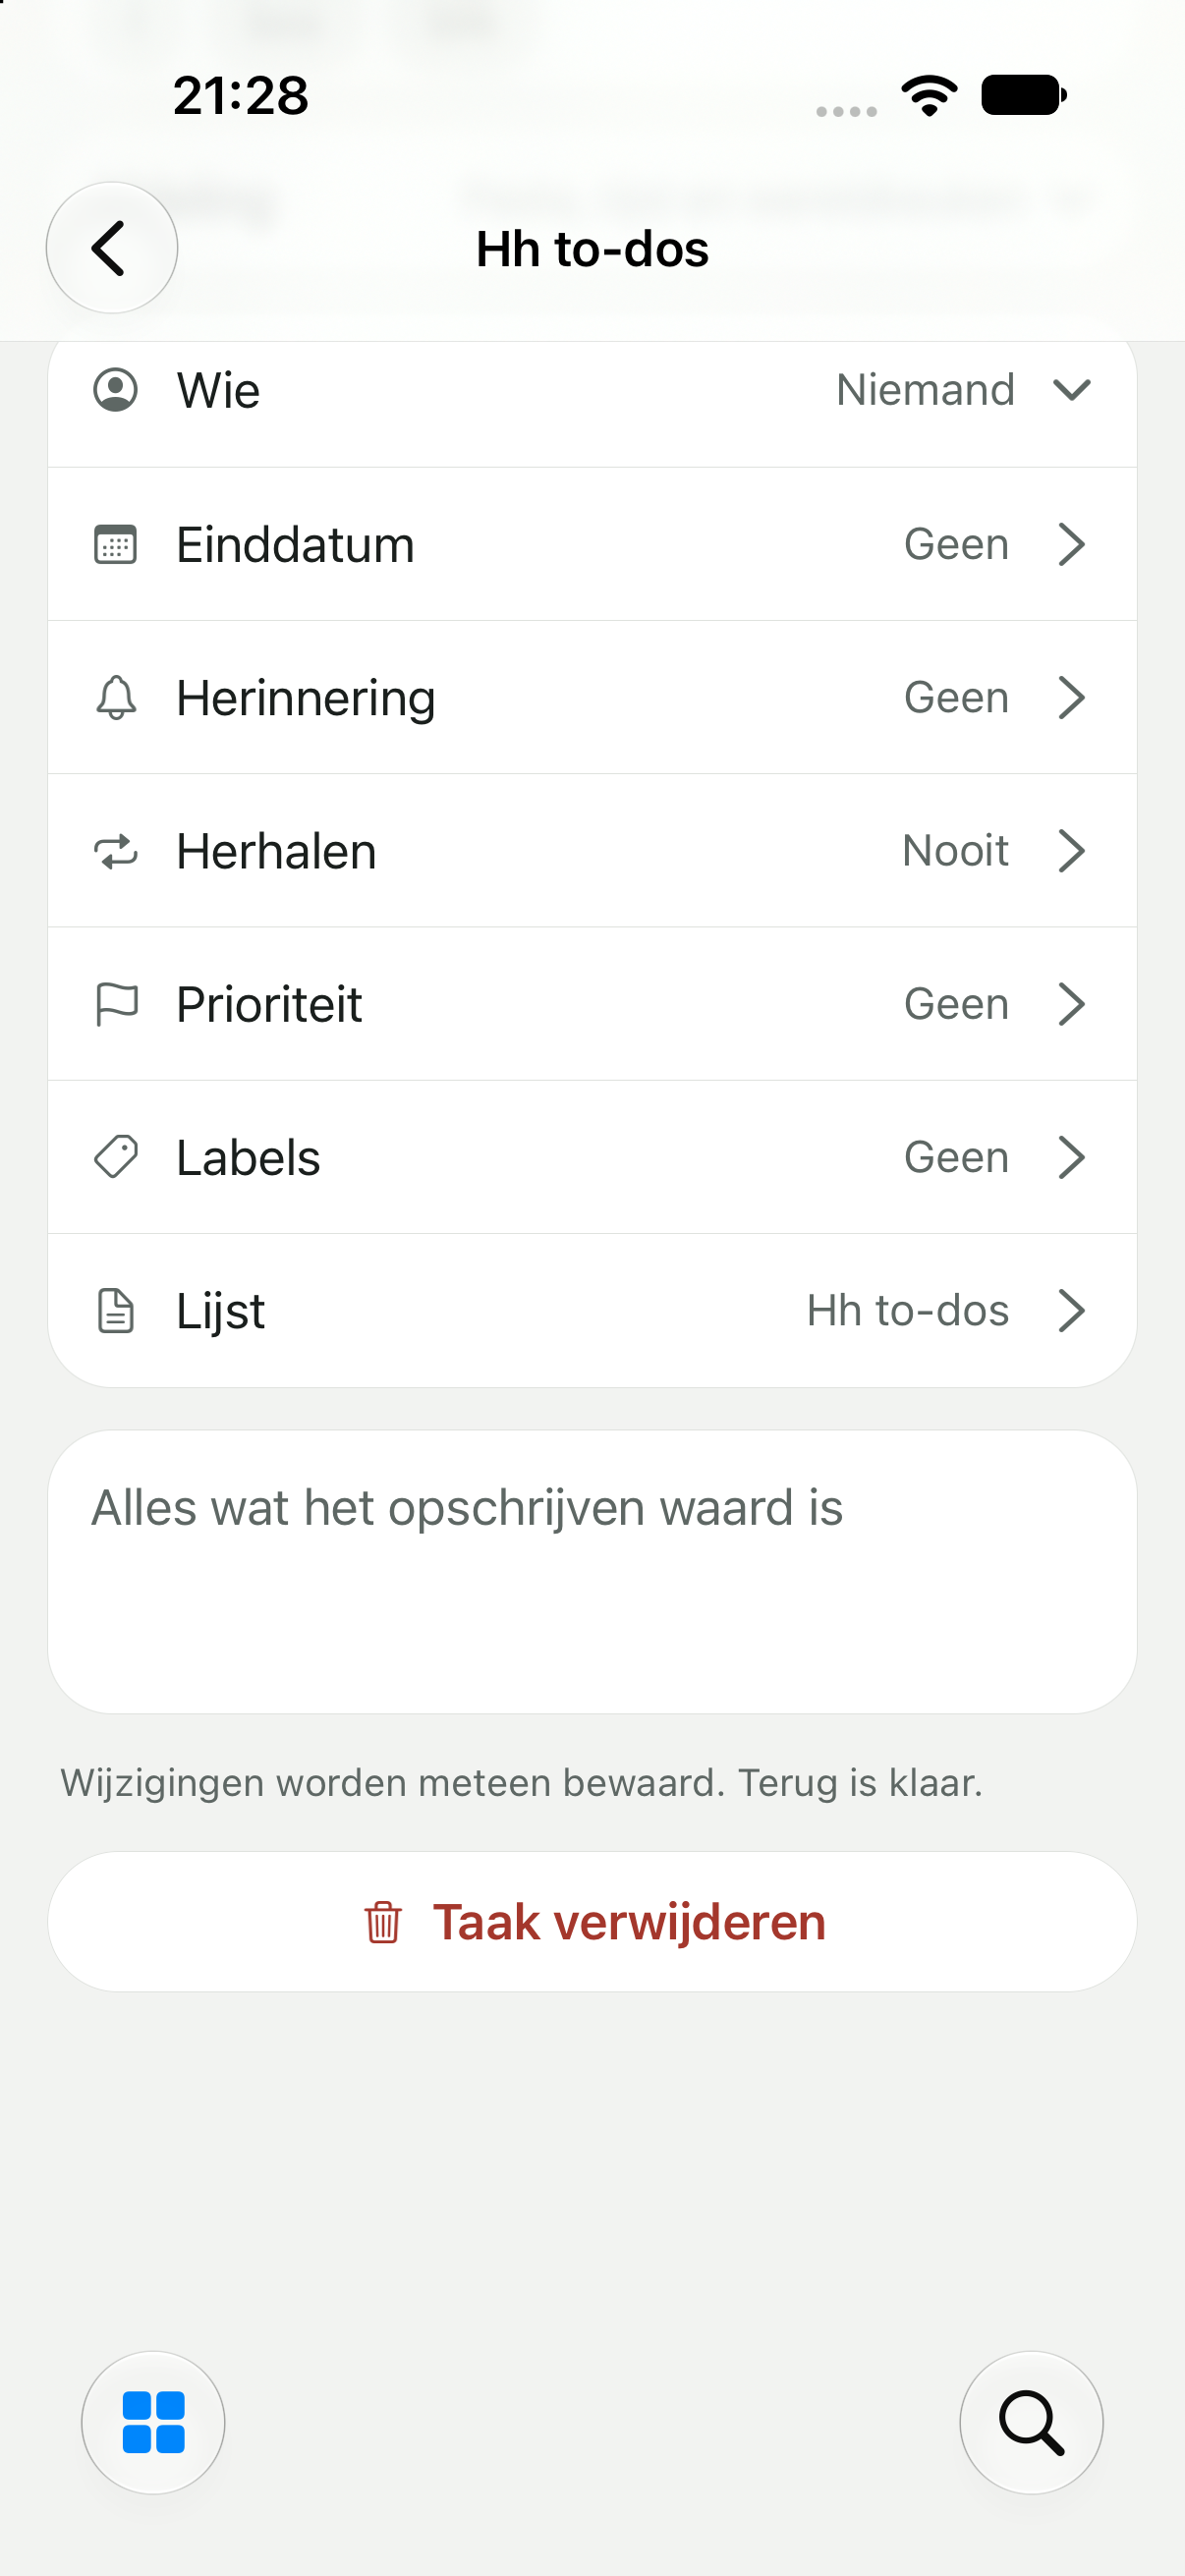 21:28
Hh to-dos
Wie Niemand
Einddatum Geen
Herinnering Geen
Herhalen Nooit
Prioriteit Geen
Labels Geen
Lijst Hh to-dos
Alles wat het opschrijven waard is
Wijzigingen worden meteen bewaard. Terug is klaar.
Taak verwijderen